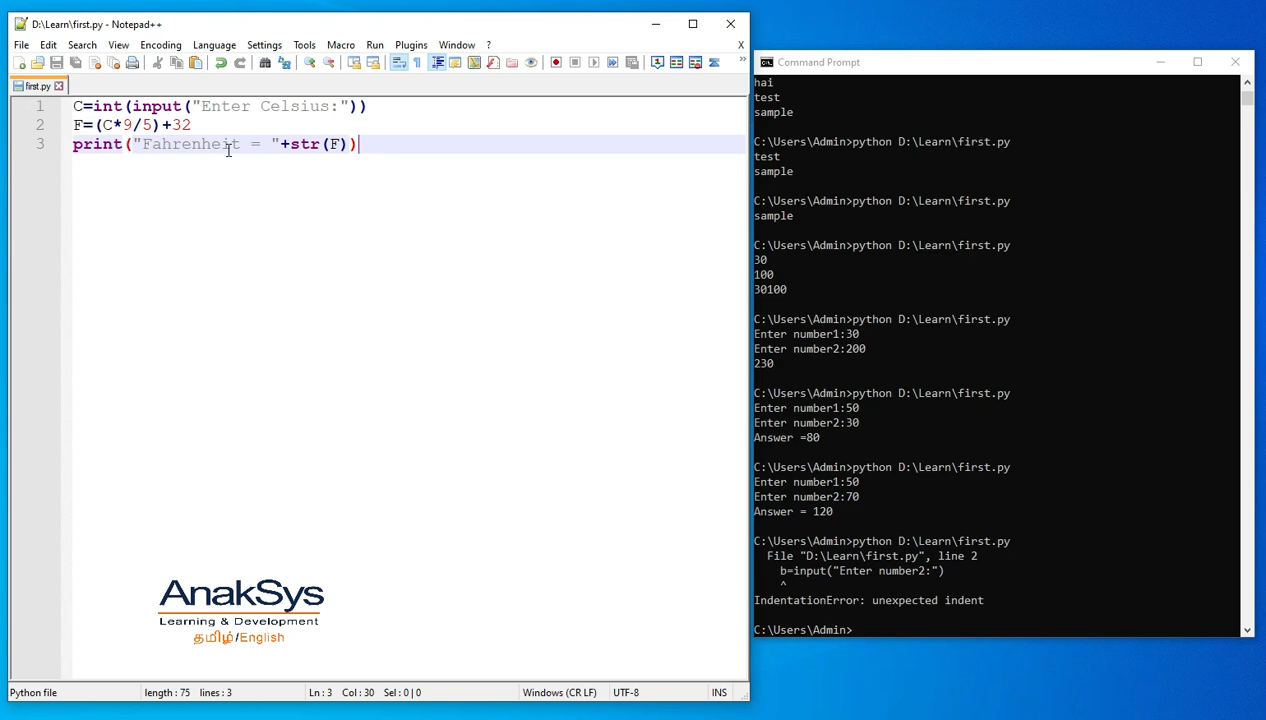 D:\Learn\first.py - Notepad++
File Edit Search View Encoding Language Settings Tools Macro Run Plugins Window ? X
first.py
1 C=int(input("Enter Celsius:"))
2 F=(C*9/5)+32
3 print("Fahrenheit = "+str(F))
AnakSys
Learning & Development
தமிழ்/English
Python file length : 75 lines : 3 Ln : 3 Col : 30 Sel : 0 | 0 Windows (CR LF) UTF-8 INS
Command Prompt
hai
test
sample
C:\Users\Admin>python D:\Learn\first.py
test
sample
C:\Users\Admin>python D:\Learn\first.py
sample
C:\Users\Admin>python D:\Learn\first.py
30
100
30100
C:\Users\Admin>python D:\Learn\first.py
Enter number1:30
Enter number2:200
230
C:\Users\Admin>python D:\Learn\first.py
Enter number1:50
Enter number2:30
Answer =80
C:\Users\Admin>python D:\Learn\first.py
Enter number1:50
Enter number2:70
Answer = 120
C:\Users\Admin>python D:\Learn\first.py
File "D:\Learn\first.py", line 2
b=input("Enter number2:")
^
IndentationError: unexpected indent
C:\Users\Admin>